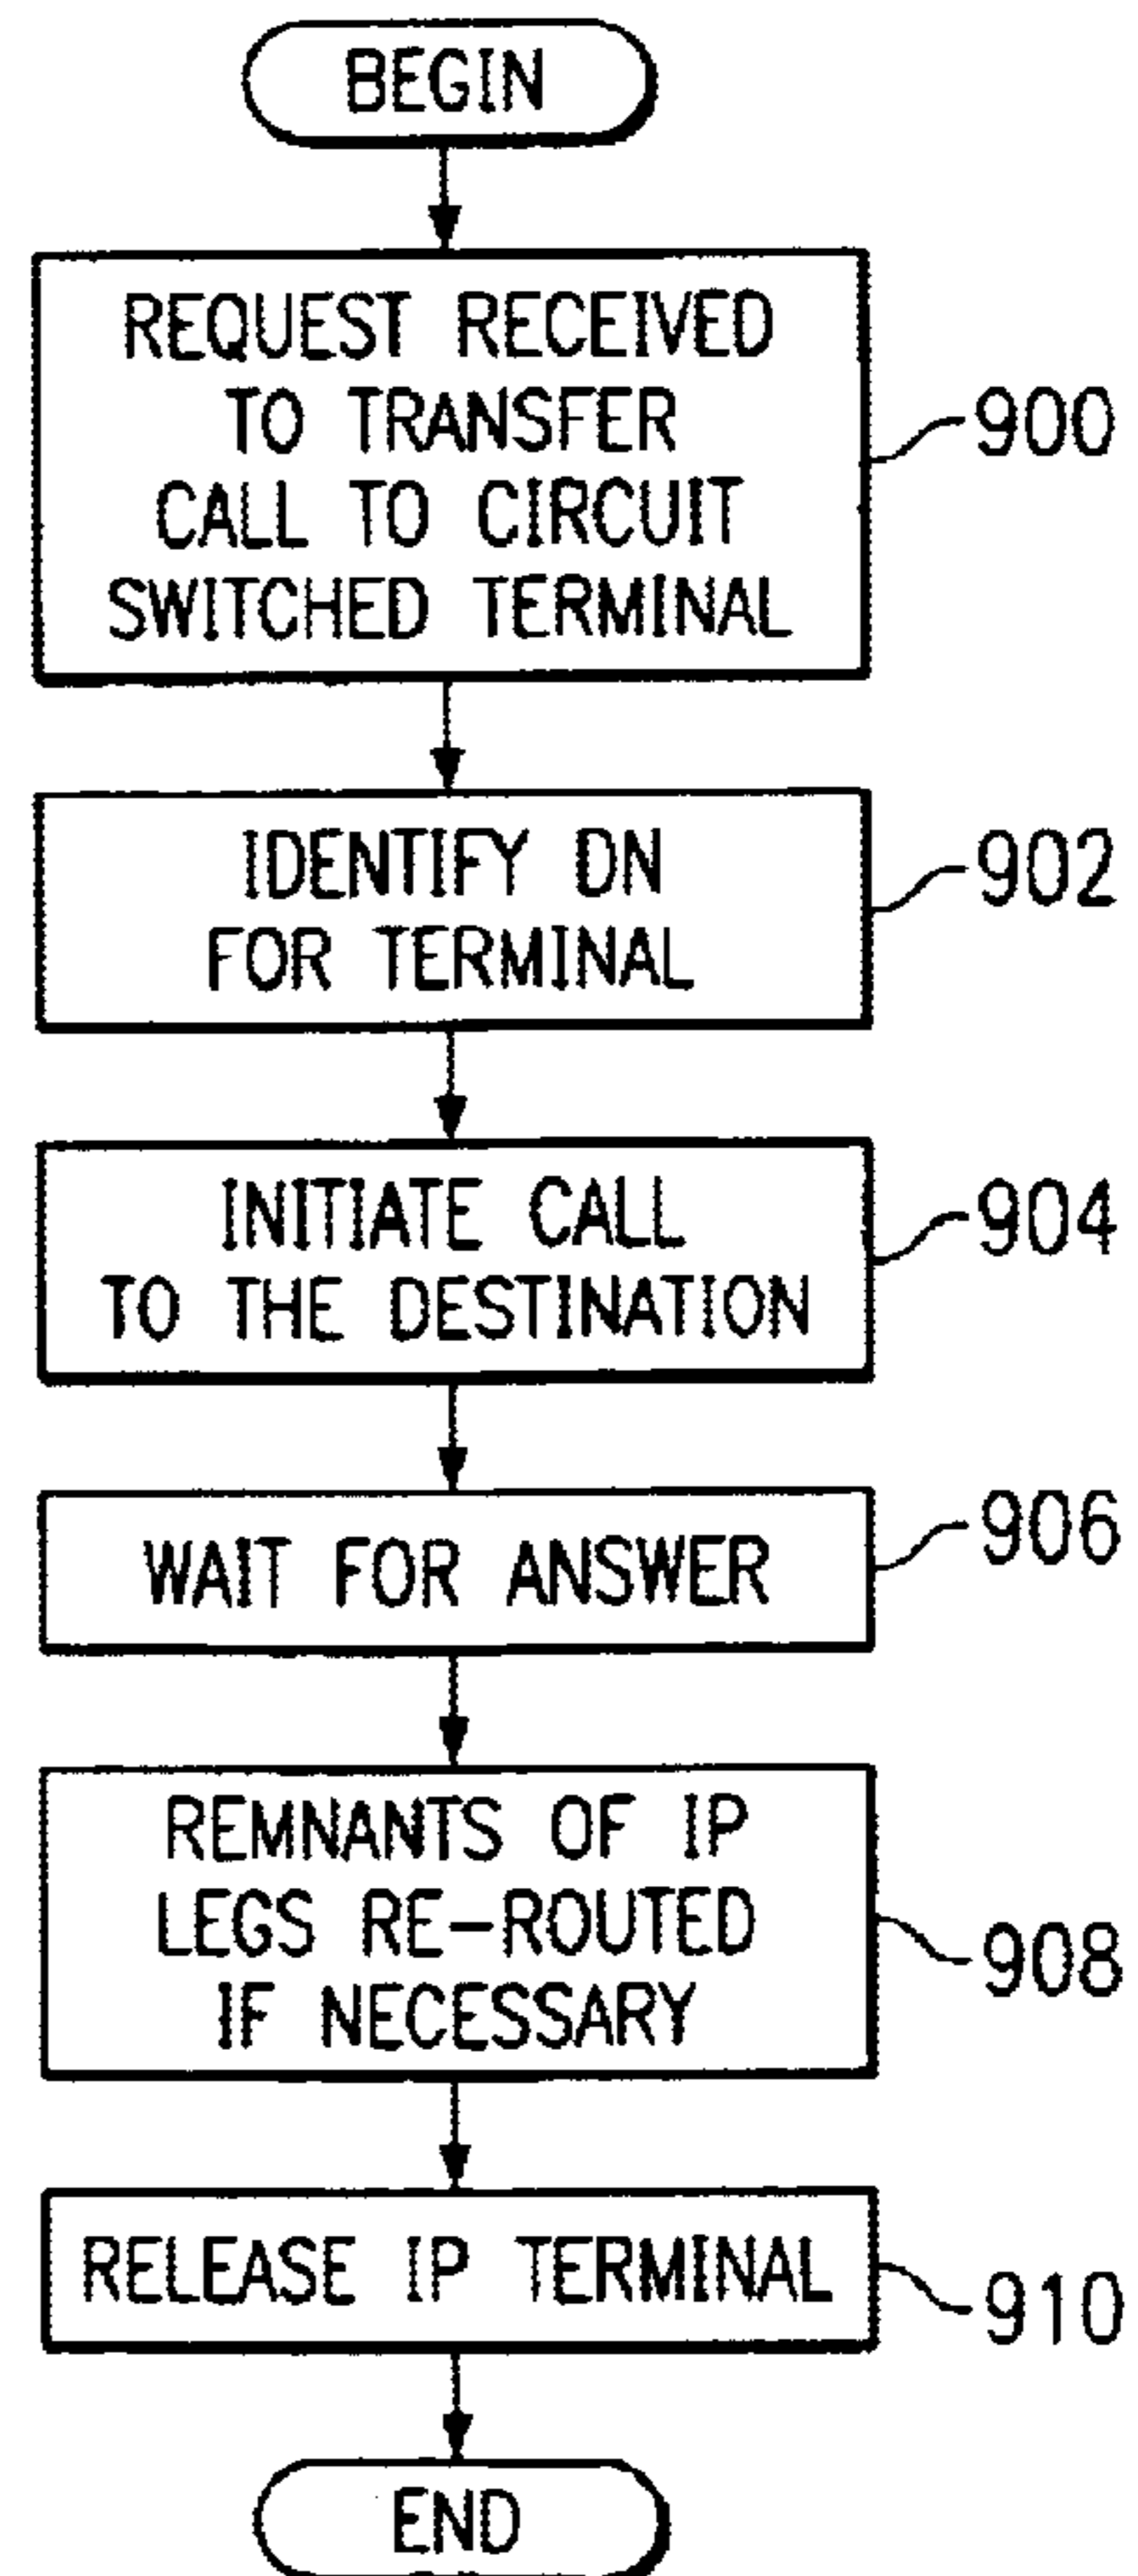 BEGIN
REQUEST RECEIVED
TO TRANSFER
CALL TO CIRCUIT
SWITCHED TERMINAL
900
IDENTIFY DN
FOR TERMINAL
902
INITIATE CALL
TO THE DESTINATION
904
WAIT FOR ANSWER
906
REMNANTS OF IP
LEGS RE-ROUTED
IF NECESSARY
908
RELEASE IP TERMINAL
910
END